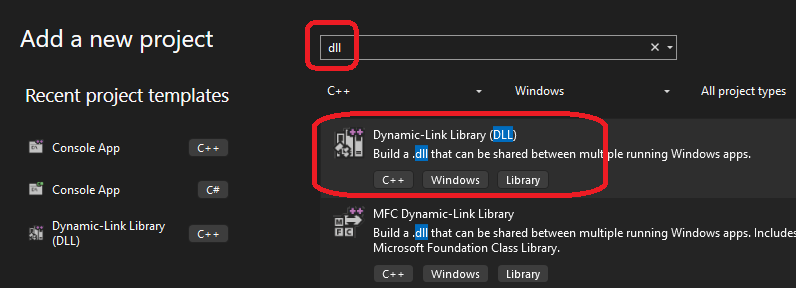 Add a new project
dll
Recent project templates
C++
Windows
All project types
Console App
C++
Console App
C#
Dynamic-Link Library
(DLL)
C++
Dynamic-Link Library (DLL)
Build a .dll that can be shared between multiple running Windows apps.
C++
Windows
Library
MFC Dynamic-Link Library
Build a .dll that can be shared between multiple running Windows apps. Includes
Microsoft Foundation Class Library.
C++
Windows
Library